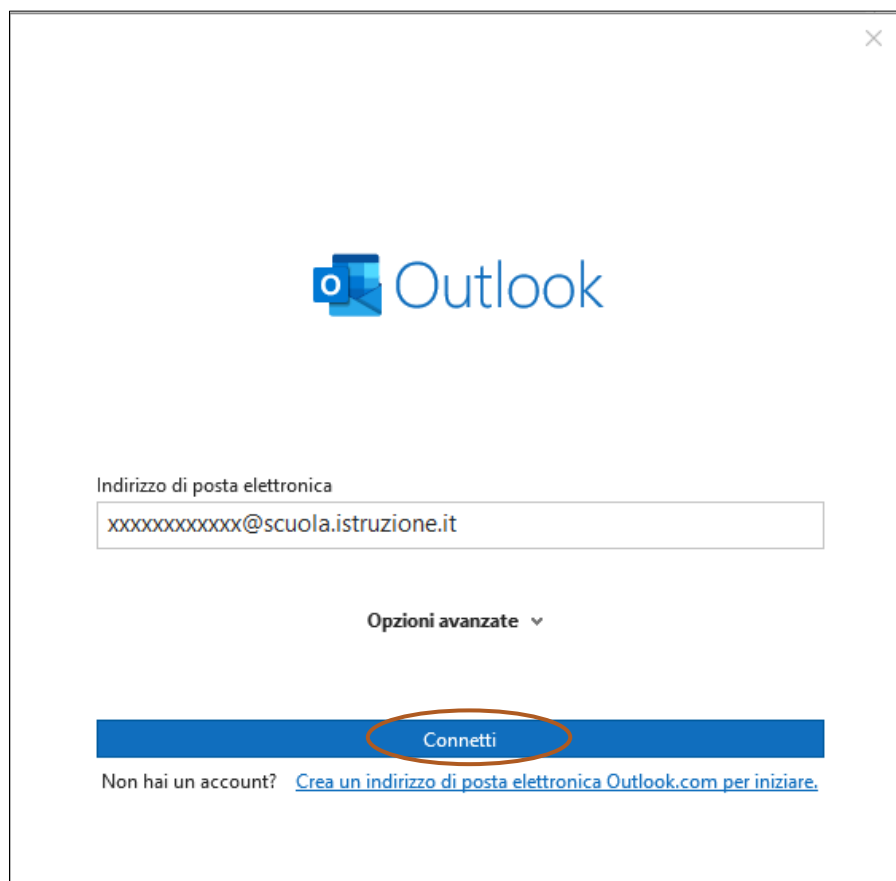 Outlook
Indirizzo di posta elettronica
xxxxxxxxxxxx@scuola.istruzione.it
Opzioni avanzate
Connetti
Non hai un account? Crea un indirizzo di posta elettronica Outlook.com per iniziare.